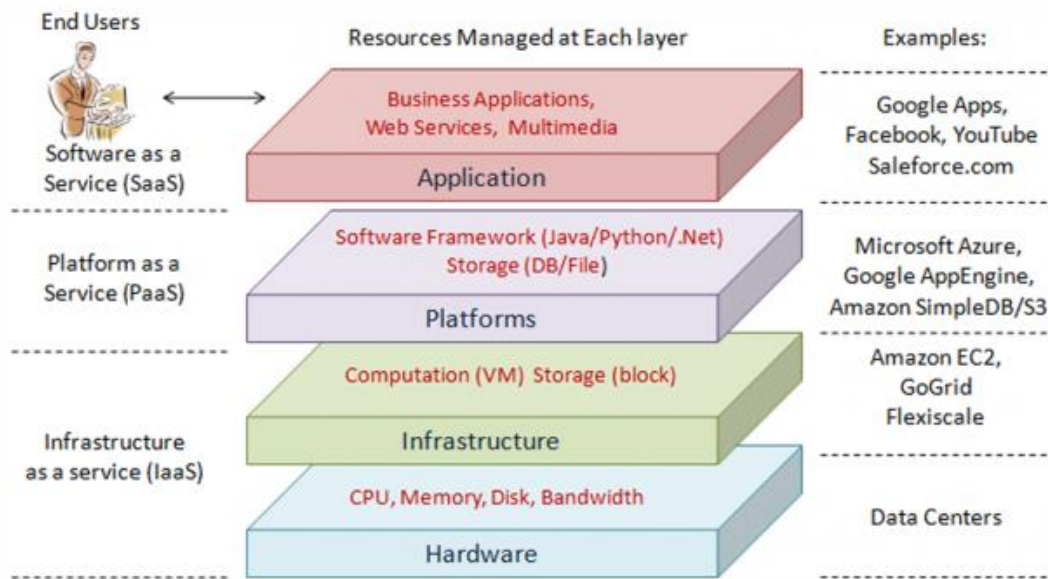 End Users
Resources Managed at Each layer
Examples:
Business Applications,
Web Services, Multimedia
Application
Software as a
Service (SaaS)
Google Apps,
Facebook, YouTube
Saleforce.com
Software Framework (Java/Python/.Net)
Storage (DB/File)
Platforms
Platform as a
Service (PaaS)
Microsoft Azure,
Google AppEngine,
Amazon SimpleDB/S3
Computation (VM) Storage (block)
Infrastructure
Amazon EC2,
GoGrid
Flexiscale
Infrastructure
as a service (IaaS)
CPU, Memory, Disk, Bandwidth
Hardware
Data Centers